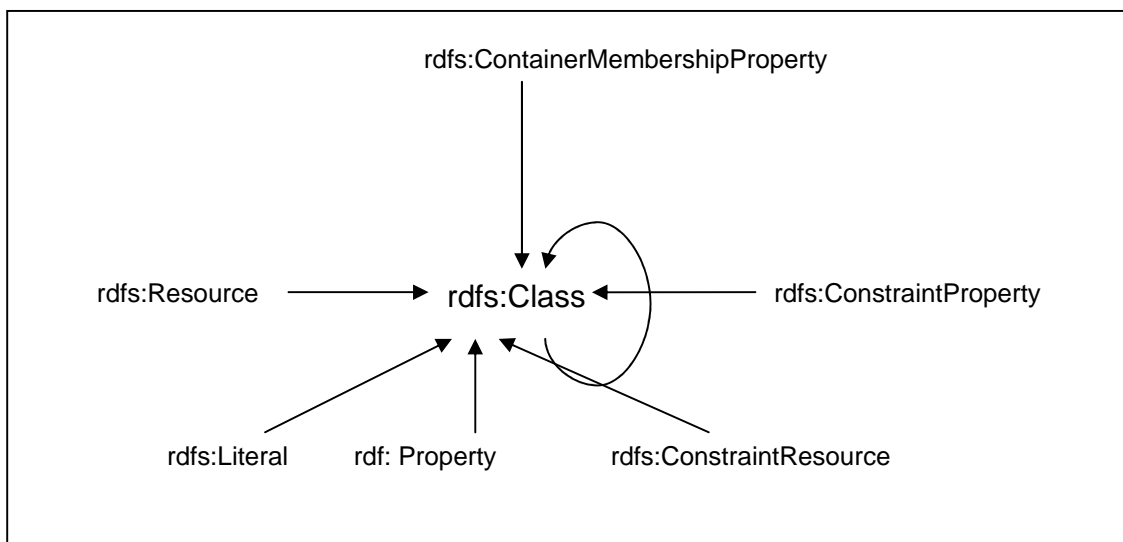 rdfs:ContainerMembershipProperty
rdfs:Resource
rdfs:Class
rdfs:ConstraintProperty
rdfs:Literal
rdf: Property
rdfs:ConstraintResource